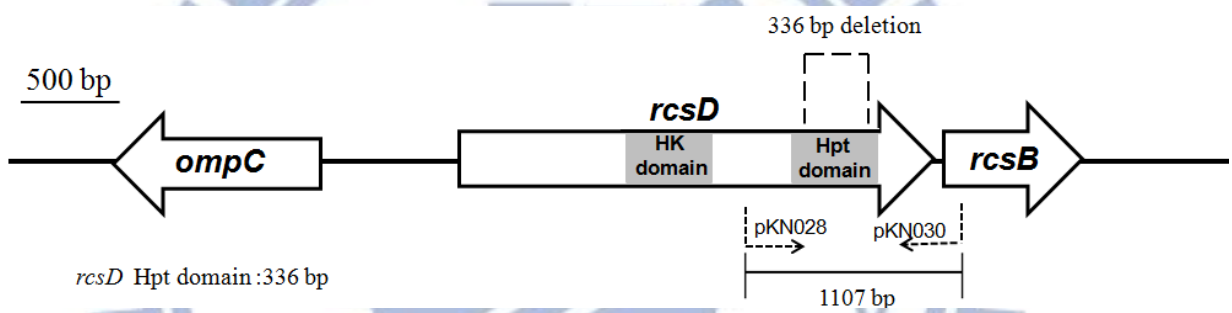 336 bp deletion
500 bp
rcsD
ompC
HK domain
Hpt domain
rcsB
pKN028
pKN030
rcsD Hpt domain :336 bp
1107 bp